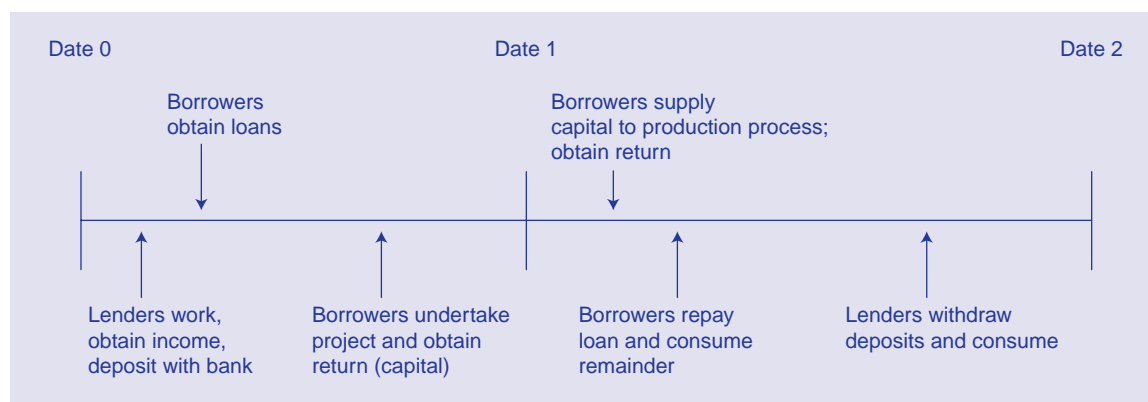 Date 0
Date 1
Date 2
Borrowers
obtain loans
Borrowers supply
capital to production process;
obtain return
Lenders work,
obtain income,
deposit with bank
Borrowers undertake
project and obtain
return (capital)
Borrowers repay
loan and consume
remainder
Lenders withdraw
deposits and consume